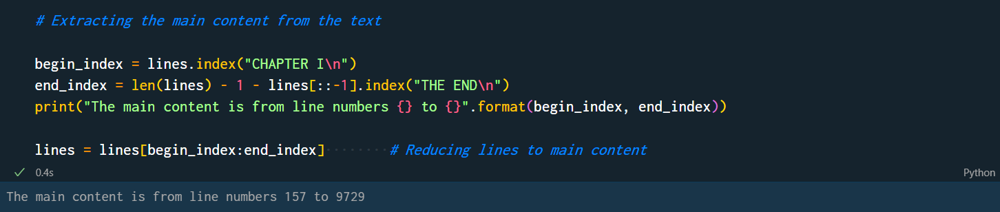 # Extracting the main content from the text
begin_index = lines.index("CHAPTER I\n")
end_index = len(lines) - 1 - lines[::-1].index("THE END\n")
print("The main content is from line numbers {} to {}".format(begin_index, end_index))
lines = lines[begin_index:end_index]········# Reducing lines to main content
✓ 0.4s Python
The main content is from line numbers 157 to 9729